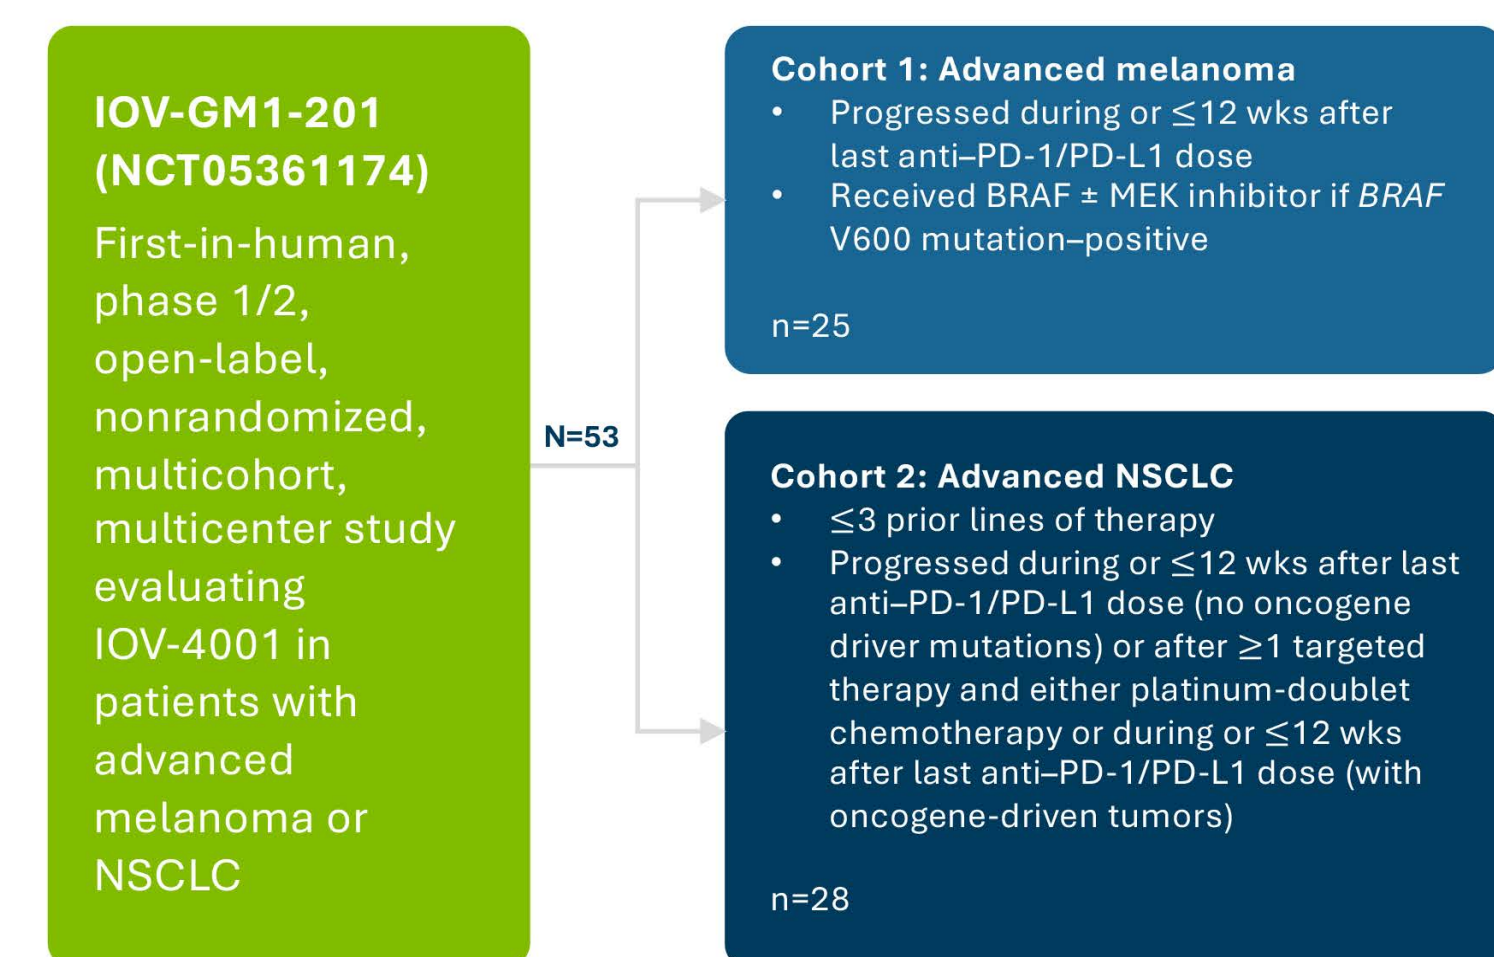 IOV-GM1-201
(NCT05361174)
First-in-human,
phase 1/2,
open-label,
nonrandomized,
multicohort,
multicenter study
evaluating
IOV-4001 in
patients with
advanced
melanoma or
NSCLC
N=53
Cohort 1: Advanced melanoma
• Progressed during or ≤12 wks after
last anti–PD-1/PD-L1 dose
• Received BRAF ± MEK inhibitor if BRAF
V600 mutation–positive
n=25
Cohort 2: Advanced NSCLC
• ≤3 prior lines of therapy
• Progressed during or ≤12 wks after last
anti–PD-1/PD-L1 dose (no oncogene
driver mutations) or after ≥1 targeted
therapy and either platinum-doublet
chemotherapy or during or ≤12 wks
after last anti–PD-1/PD-L1 dose (with
oncogene-driven tumors)
n=28